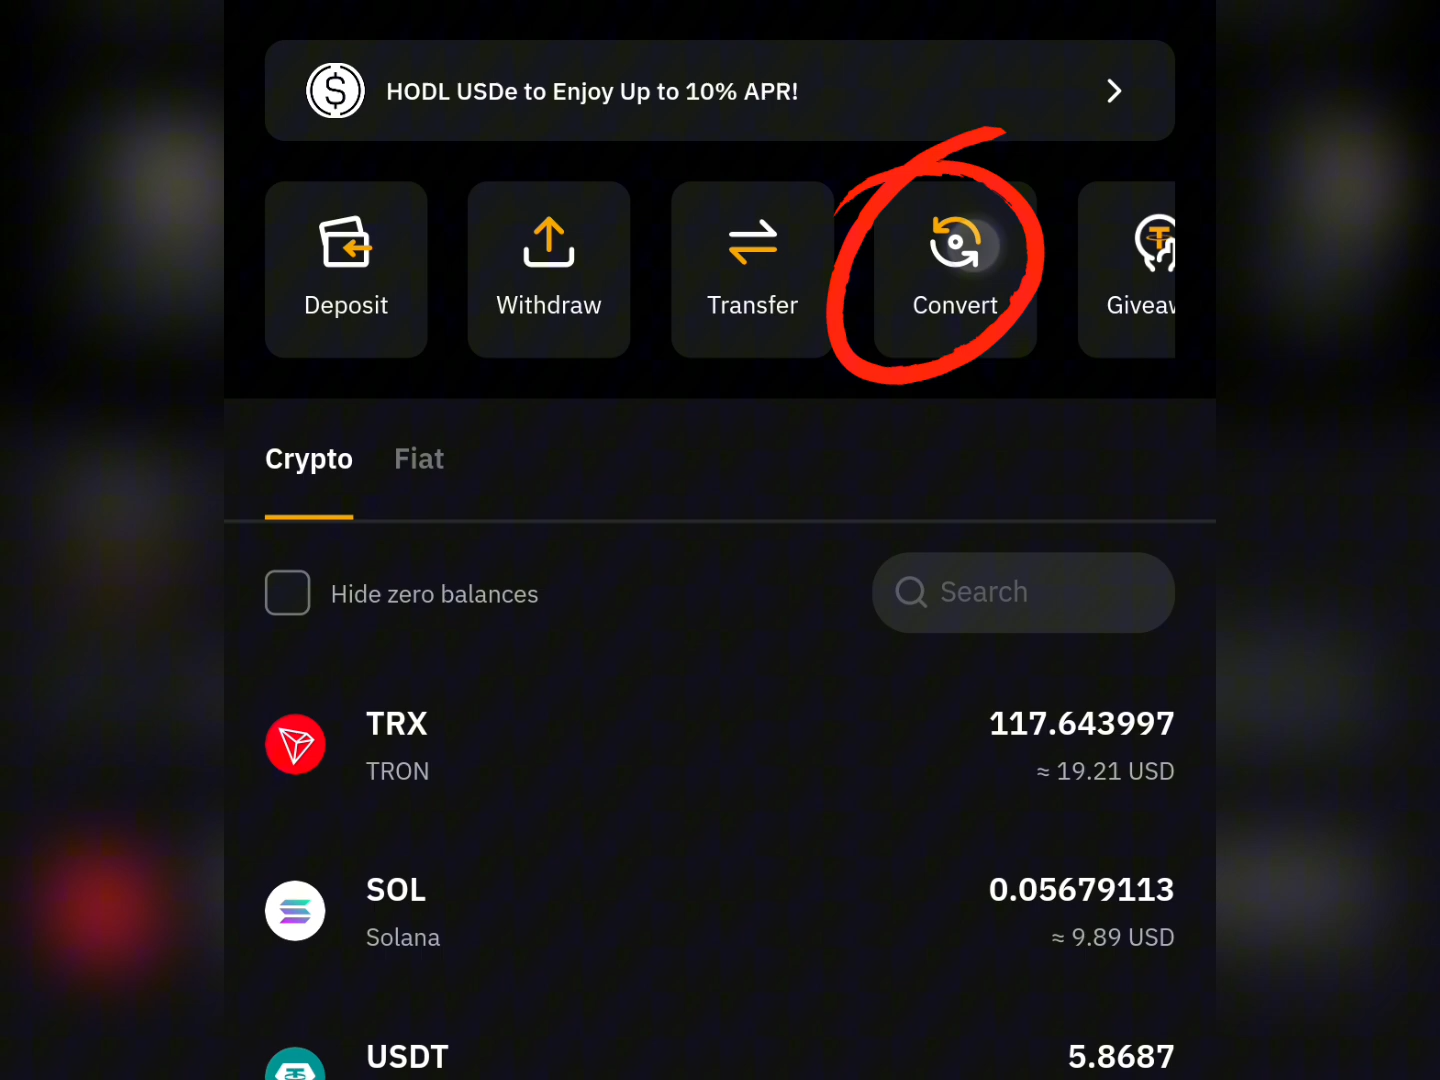 HODL USDe to Enjoy Up to 10% APR!
Deposit
Withdraw
Transfer
Convert
Giveaw
Crypto
Fiat
Hide zero balances
Search
TRX
117.643997
TRON
≈ 19.21 USD
SOL
0.05679113
Solana
≈ 9.89 USD
USDT
5.8687